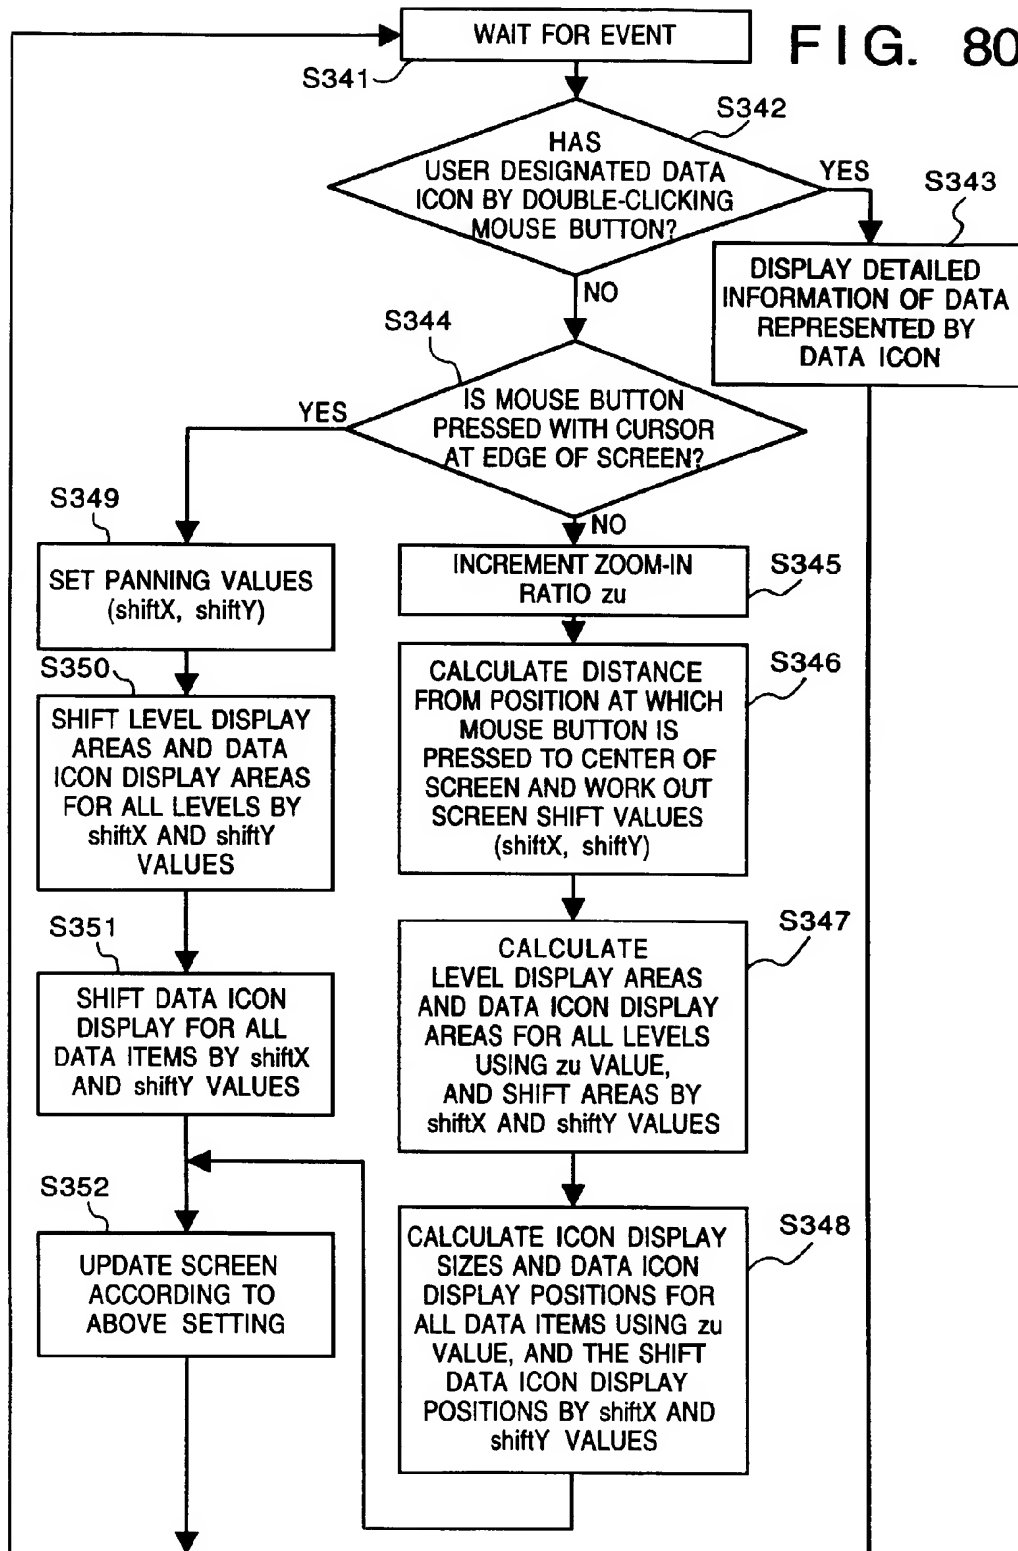 FIG. 80
WAIT FOR EVENT
S341
S342
HAS
USER DESIGNATED DATA
ICON BY DOUBLE-CLICKING
MOUSE BUTTON?
YES
S343
DISPLAY DETAILED
INFORMATION OF DATA
REPRESENTED BY
DATA ICON
NO
S344
IS MOUSE BUTTON
PRESSED WITH CURSOR
AT EDGE OF SCREEN?
YES
NO
S349
SET PANNING VALUES
(shiftX, shiftY)
S350
SHIFT LEVEL DISPLAY
AREAS AND DATA
ICON DISPLAY AREAS
FOR ALL LEVELS BY
shiftX AND shiftY
VALUES
S351
SHIFT DATA ICON
DISPLAY FOR ALL
DATA ITEMS BY shiftX
AND shiftY VALUES
S352
UPDATE SCREEN
ACCORDING TO
ABOVE SETTING
INCREMENT ZOOM-IN
RATIO zu
S345
CALCULATE DISTANCE
FROM POSITION AT WHICH
MOUSE BUTTON IS
PRESSED TO CENTER OF
SCREEN AND WORK OUT
SCREEN SHIFT VALUES
(shiftX, shiftY)
S346
CALCULATE
LEVEL DISPLAY AREAS
AND DATA ICON DISPLAY
AREAS FOR ALL LEVELS
USING zu VALUE,
AND SHIFT AREAS BY
shiftX AND shiftY VALUES
S347
CALCULATE ICON DISPLAY
SIZES AND DATA ICON
DISPLAY POSITIONS FOR
ALL DATA ITEMS USING zu
VALUE, AND THE SHIFT
DATA ICON DISPLAY
POSITIONS BY shiftX AND
shiftY VALUES
S348